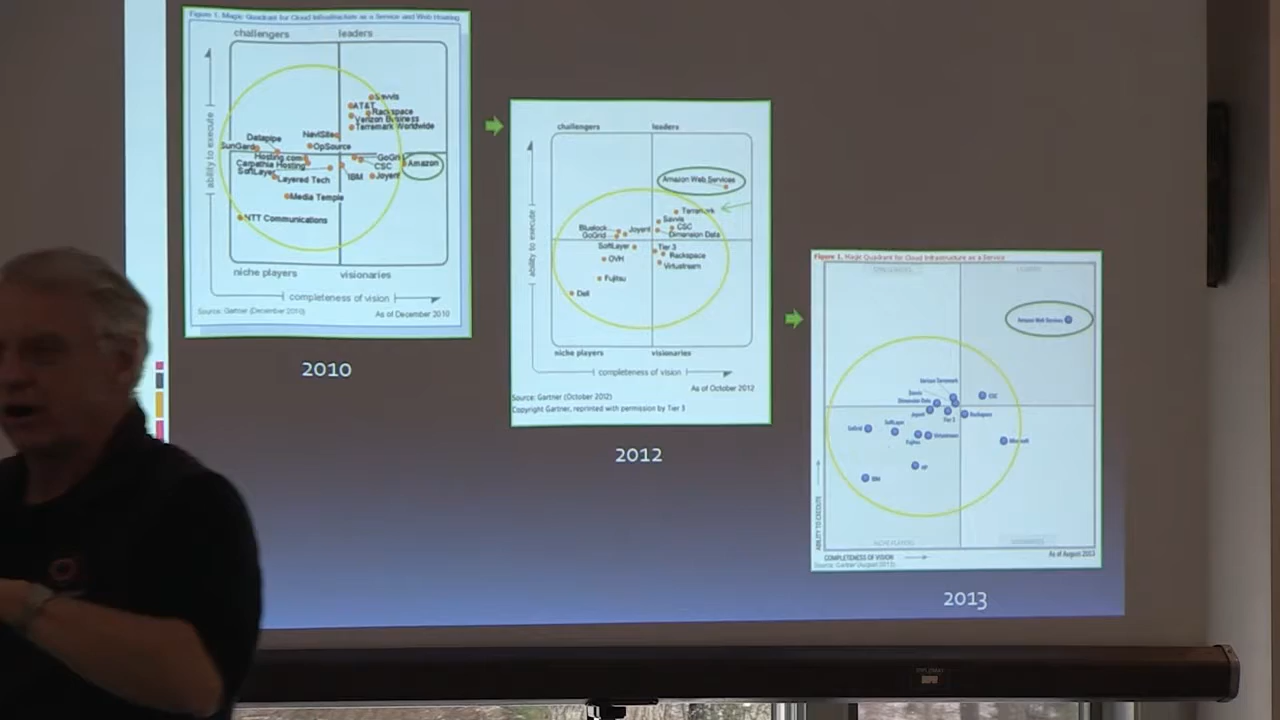 Figure 1. Magic Quadrant for Cloud Infrastructure as a Service and Web Hosting
challengers
leaders
ability to execute
Savvis
AT&T
Rackspace
Verizon Business
Terremark Worldwide
NaviSite
Datapipe
SunGard
OpSource
Hosting.com
GoGrid
Amazon
Carpathia Hosting
CSC
SoftLayer
Layered Tech
IBM
Joyent
Media Temple
NTT Communications
niche players
visionaries
completeness of vision
Source: Gartner (December 2010)
As of December 2010
2010
challengers
leaders
ability to execute
Amazon Web Services
Terremark
Savvis
Bluelock
Joyent
CSC
GoGrid
Dimension Data
SoftLayer
Tier 3
OVH
Rackspace
Virtustream
Fujitsu
Dell
niche players
visionaries
completeness of vision
As of October 2012
Source: Gartner (October 2012)
Copyright Gartner, reprinted with permission by Tier 3
2012
Figure 1. Magic Quadrant for Cloud Infrastructure as a Service
CHALLENGERS
LEADERS
Amazon Web Services
Verizon Terremark
Savvis
CSC
Dimension Data
Joyent
Rackspace
Tier 3
SoftLayer
GoGrid
Fujitsu
Virtustream
Microsoft
HP
IBM
ABILITY TO EXECUTE
NICHE PLAYERS
VISIONARIES
COMPLETENESS OF VISION
As of August 2013
Source: Gartner (August 2013)
2013